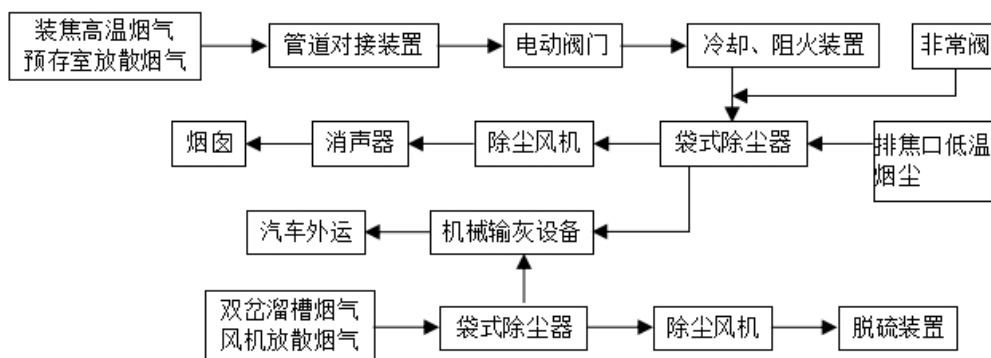 装焦高温烟气
预存室放散烟气
管道对接装置
电动阀门
冷却、阻火装置
非常阀
烟囱
消声器
除尘风机
袋式除尘器
排焦口低温
烟尘
汽车外运
机械输灰设备
双岔溜槽烟气
风机放散烟气
袋式除尘器
除尘风机
脱硫装置